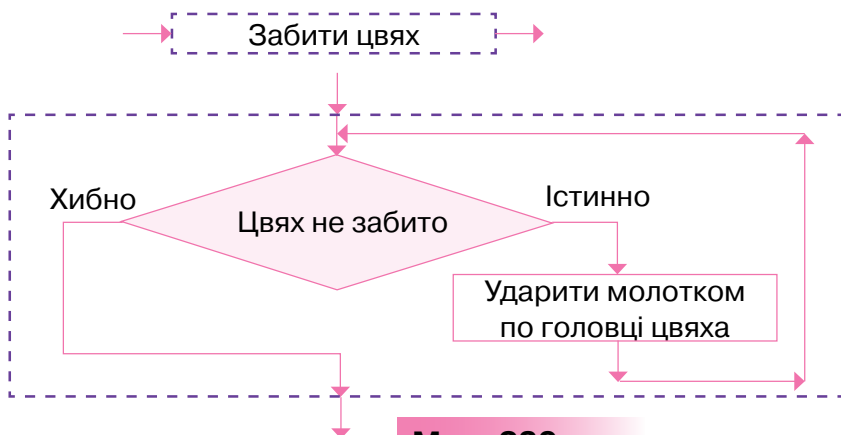 Забити цвях
Хибно
Істинно
Цвях не забито
Ударити молотком
по головці цвяха